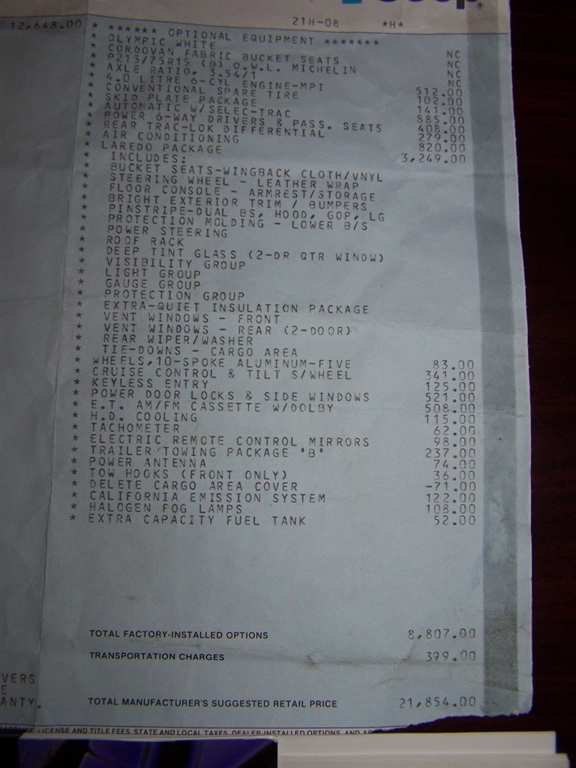 Jeep®
12,648.00 21H-08 *H*
* ****** OPTIONAL EQUIPMENT *******
* OLYMPIC WHITE NC
* CORDOVAN FABRIC BUCKET SEATS NC
* P215/75R15 (B) O.W.L. MICHELIN NC
* AXLE RATIO, 3.54/1 NC
* 4.0 LITRE 6-CYL ENGINE-MPI 512.00
* CONVENTIONAL SPARE TIRE 102.00
* SKID PLATE PACKAGE 141.00
* AUTOMATIC W/SELEC-TRAC 885.00
* POWER 6-WAY DRIVERS & PASS. SEATS 408.00
* REAR TRAC-LOK DIFFERENTIAL 279.00
* AIR CONDITIONING 820.00
* LAREDO PACKAGE 3,249.00
* INCLUDES:
* BUCKET SEATS-WINGBACK CLOTH/VNYL
* STEERING WHEEL - LEATHER WRAP
* FLOOR CONSOLE - ARMREST/STORAGE
* BRIGHT EXTERIOR TRIM / BUMPERS
* PINSTRIPE-DUAL BS, HOOD, GOP, LG
* PROTECTION MOLDING - LOWER B/S
* POWER STEERING
* ROOF RACK
* DEEP TINT GLASS (2-DR QTR WINDW)
* VISIBILITY GROUP
* LIGHT GROUP
* GAUGE GROUP
* PROTECTION GROUP
* EXTRA-QUIET INSULATION PACKAGE
* VENT WINDOWS - FRONT
* VENT WINDOWS - REAR (2-DOOR)
* REAR WIPER/WASHER
* TIE-DOWNS - CARGO AREA
* WHEELS,10-SPOKE ALUMINUM-FIVE 83.00
* CRUISE CONTROL & TILT S/WHEEL 341.00
* KEYLESS ENTRY 125.00
* POWER DOOR LOCKS & SIDE WINDOWS 521.00
* E.T. AM/FM CASSETTE W/DOLBY 508.00
* H.D. COOLING 115.00
* TACHOMETER 62.00
* ELECTRIC REMOTE CONTROL MIRRORS 98.00
* TRAILER TOWING PACKAGE 'B' 237.00
* POWER ANTENNA 74.00
* TOW HOOKS (FRONT ONLY) 36.00
* DELETE CARGO AREA COVER -71.00
* CALIFORNIA EMISSION SYSTEM 122.00
* HALOGEN FOG LAMPS 108.00
* EXTRA CAPACITY FUEL TANK 52.00
TOTAL FACTORY-INSTALLED OPTIONS 8,807.00
TRANSPORTATION CHARGES 399.00
VERS
E
ANTY.
TOTAL MANUFACTURER'S SUGGESTED RETAIL PRICE 21,854.00
LICENSE AND TITLE FEES, STATE AND LOCAL TAXES, DEALER INSTALLED OPTIONS, AND